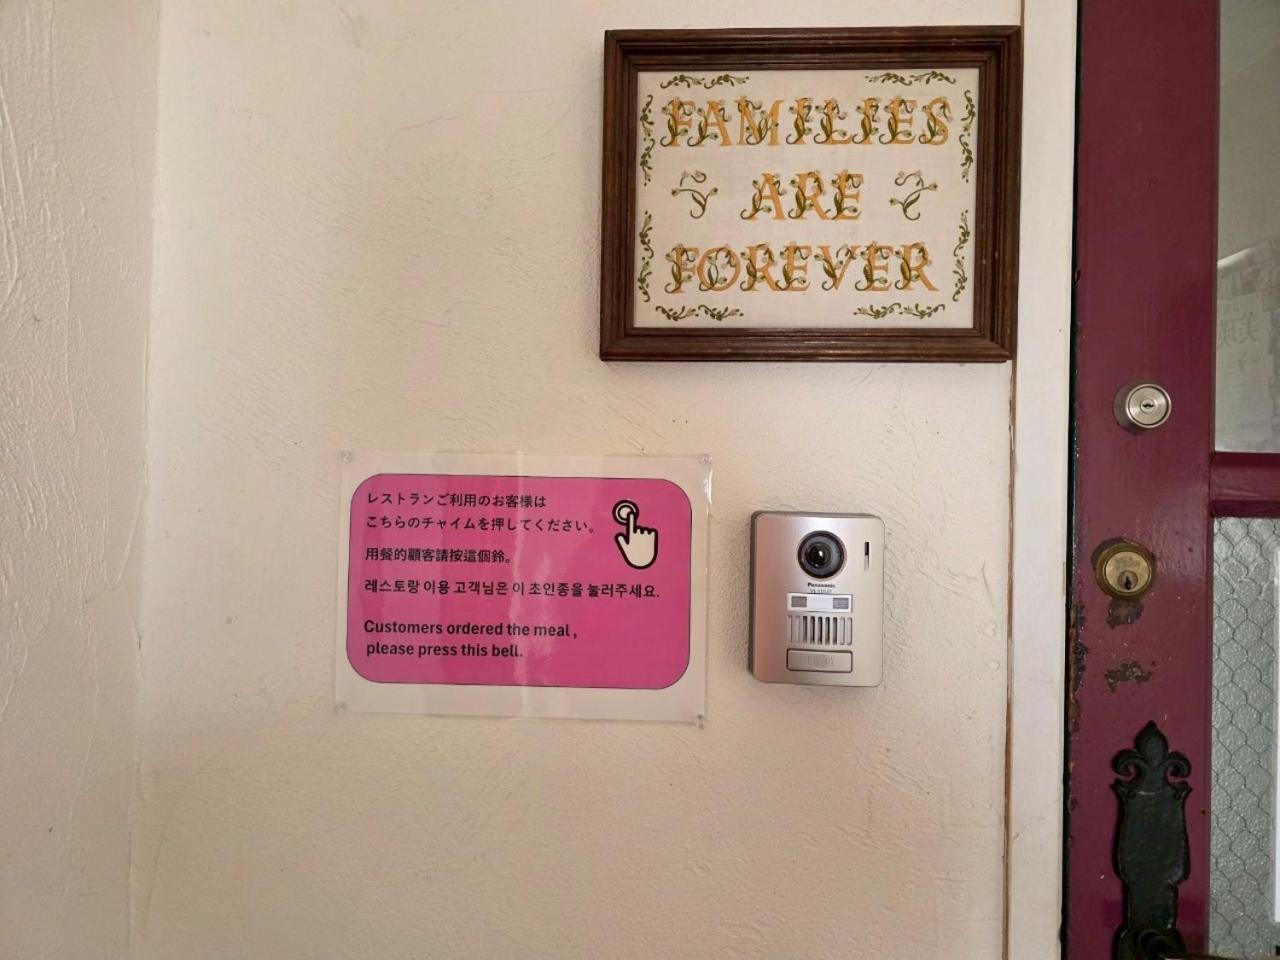 FAMILIES
ARE
FOREVER
レストランご利用のお客様は
こちらのチャイムを押してください。
用餐的顧客請按這個鈴。
레스토랑 이용 고객님은 이 초인종을 눌러주세요.
Customers ordered the meal ,
please press this bell.
Panasonic